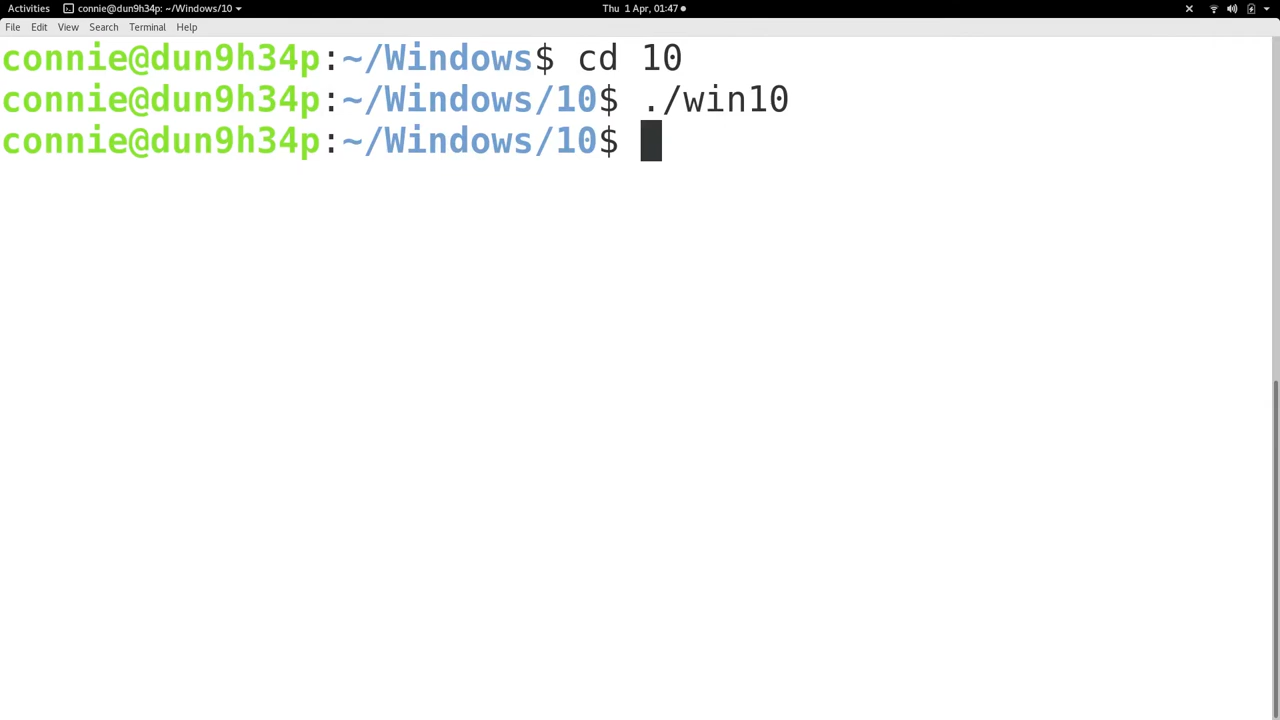 Activities connie@dun9h34p: ~/Windows/10 Thu 1 Apr, 01:47
File Edit View Search Terminal Help
connie@dun9h34p:~/Windows$ cd 10
connie@dun9h34p:~/Windows/10$ ./win10
connie@dun9h34p:~/Windows/10$